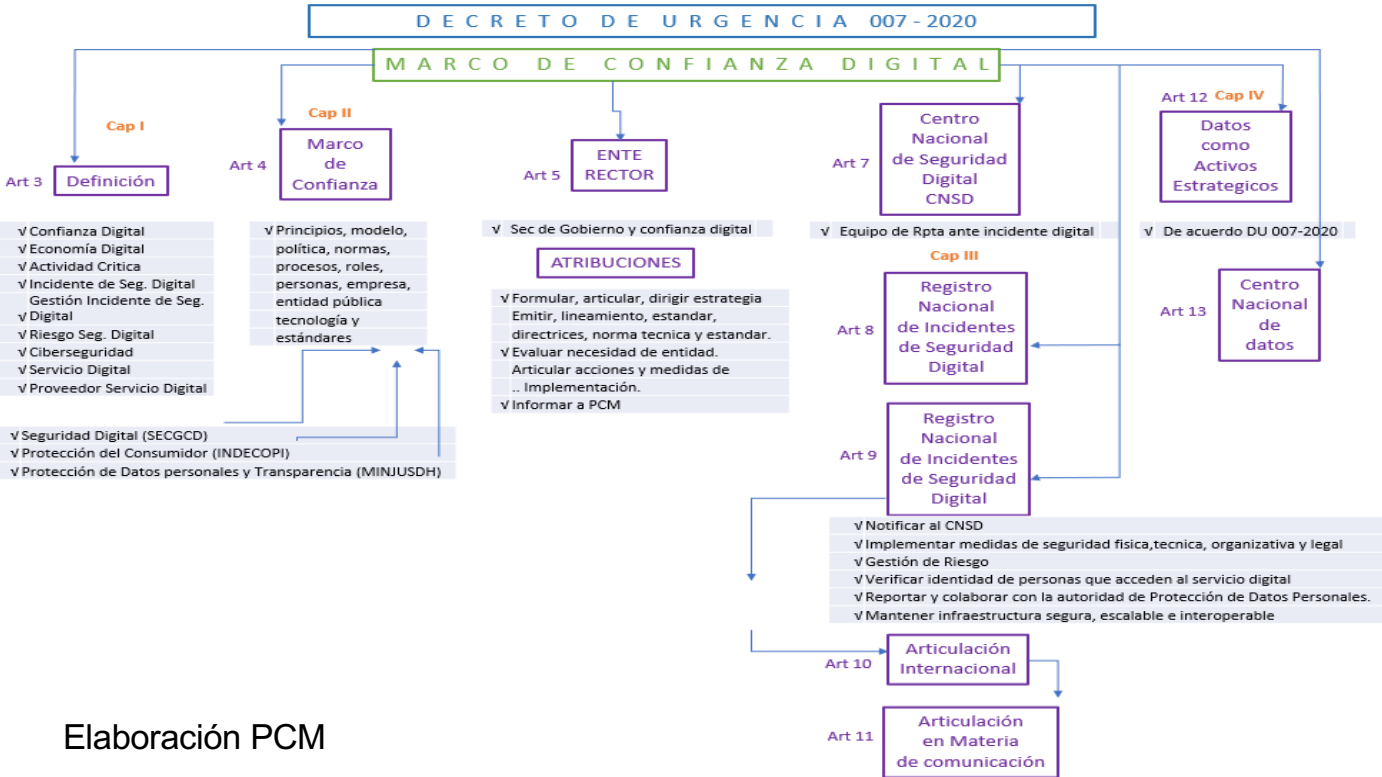 DECRETO DE URGENCIA 007-2020
MARCO DE CONFIANZA DIGITAL
Cap I
Art 3
Definición
√ Confianza Digital
√ Economía Digital
√ Actividad Critica
√ Incidente de Seg. Digital
Gestión Incidente de Seg.
√ Digital
√ Riesgo Seg. Digital
√ Ciberseguridad
√ Servicio Digital
√ Proveedor Servicio Digital
Cap II
Art 4
Marco
de
Confianza
√ Principios, modelo,
política, normas,
procesos, roles,
personas, empresa,
entidad pública
tecnología y
estándares
√ Seguridad Digital (SECGCD)
√ Protección del Consumidor (INDECOPI)
√ Protección de Datos personales y Transparencia (MINJUSDH)
Art 5
ENTE
RECTOR
√ Sec de Gobierno y confianza digital
ATRIBUCIONES
√ Formular, articular, dirigir estrategia
Emitir, lineamiento, estandar,
directrices, norma tecnica y estandar.
√ Evaluar necesidad de entidad.
Articular acciones y medidas de
.. Implementación.
√ Informar a PCM
Art 7
Centro
Nacional
de Seguridad
Digital
CNSD
√ Equipo de Rpta ante incidente digital
Cap III
Art 8
Registro
Nacional
de Incidentes
de Seguridad
Digital
Art 9
Registro
Nacional
de Incidentes
de Seguridad
Digital
√ Notificar al CNSD
√ Implementar medidas de seguridad fisica,tecnica, organizativa y legal
√ Gestión de Riesgo
√ Verificar identidad de personas que acceden al servicio digital
√ Reportar y colaborar con la autoridad de Protección de Datos Personales.
√ Mantener infraestructura segura, escalable e interoperable
Art 10
Articulación
Internacional
Art 11
Articulación
en Materia
de comunicación
Art 12 Cap IV
Datos
como
Activos
Estrategicos
√ De acuerdo DU 007-2020
Art 13
Centro
Nacional
de
datos
Elaboración PCM